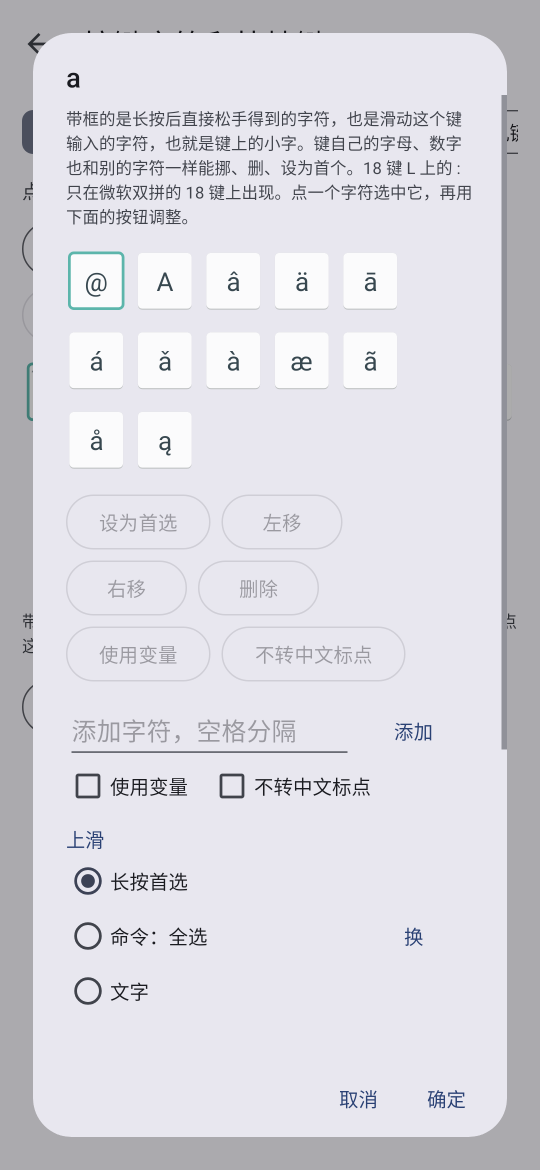 a
带框的是长按后直接松手得到的字符，也是滑动这个键
输入的字符，也就是键上的小字。键自己的字母、数字
也和别的字符一样能挪、删、设为首个。18 键 L 上的 :
只在微软双拼的 18 键上出现。点一个字符选中它，再用
下面的按钮调整。
@ A â ä ā
á ǎ à æ ã
å ą
设为首选 左移
右移 删除
使用变量 不转中文标点
添加字符，空格分隔 添加
使用变量 不转中文标点
上滑
长按首选
命令：全选 换
文字
取消 确定